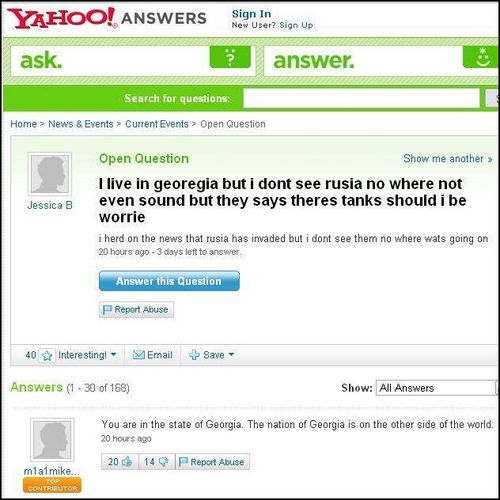 YAHOO! ANSWERS
Sign In
New User? Sign Up
ask.
answer.
Search for questions:
Home > News & Events > Current Events > Open Question
Jessica B
Open Question
Show me another »
I live in georegia but i dont see rusia no where not
even sound but they says theres tanks should i be
worrie
i herd on the news that rusia has invaded but i dont see them no where wats going on
20 hours ago - 3 days left to answer.
Answer this Question
Report Abuse
40 Interesting! Email Save
Answers (1 - 30 of 168)
Show: All Answers
m1a1mike...
TOP CONTRIBUTOR
You are in the state of Georgia. The nation of Georgia is on the other side of the world.
20 hours ago
20 14 Report Abuse